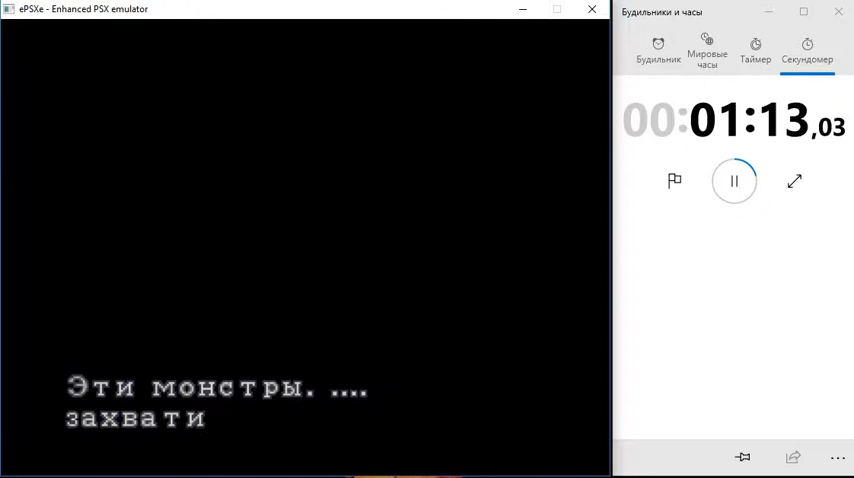 ePSXe - Enhanced PSX emulator
Эти монстры. ....
захвати
Будильники и часы
Будильник
Мировые
часы
Таймер
Секундомер
00:01:13,03